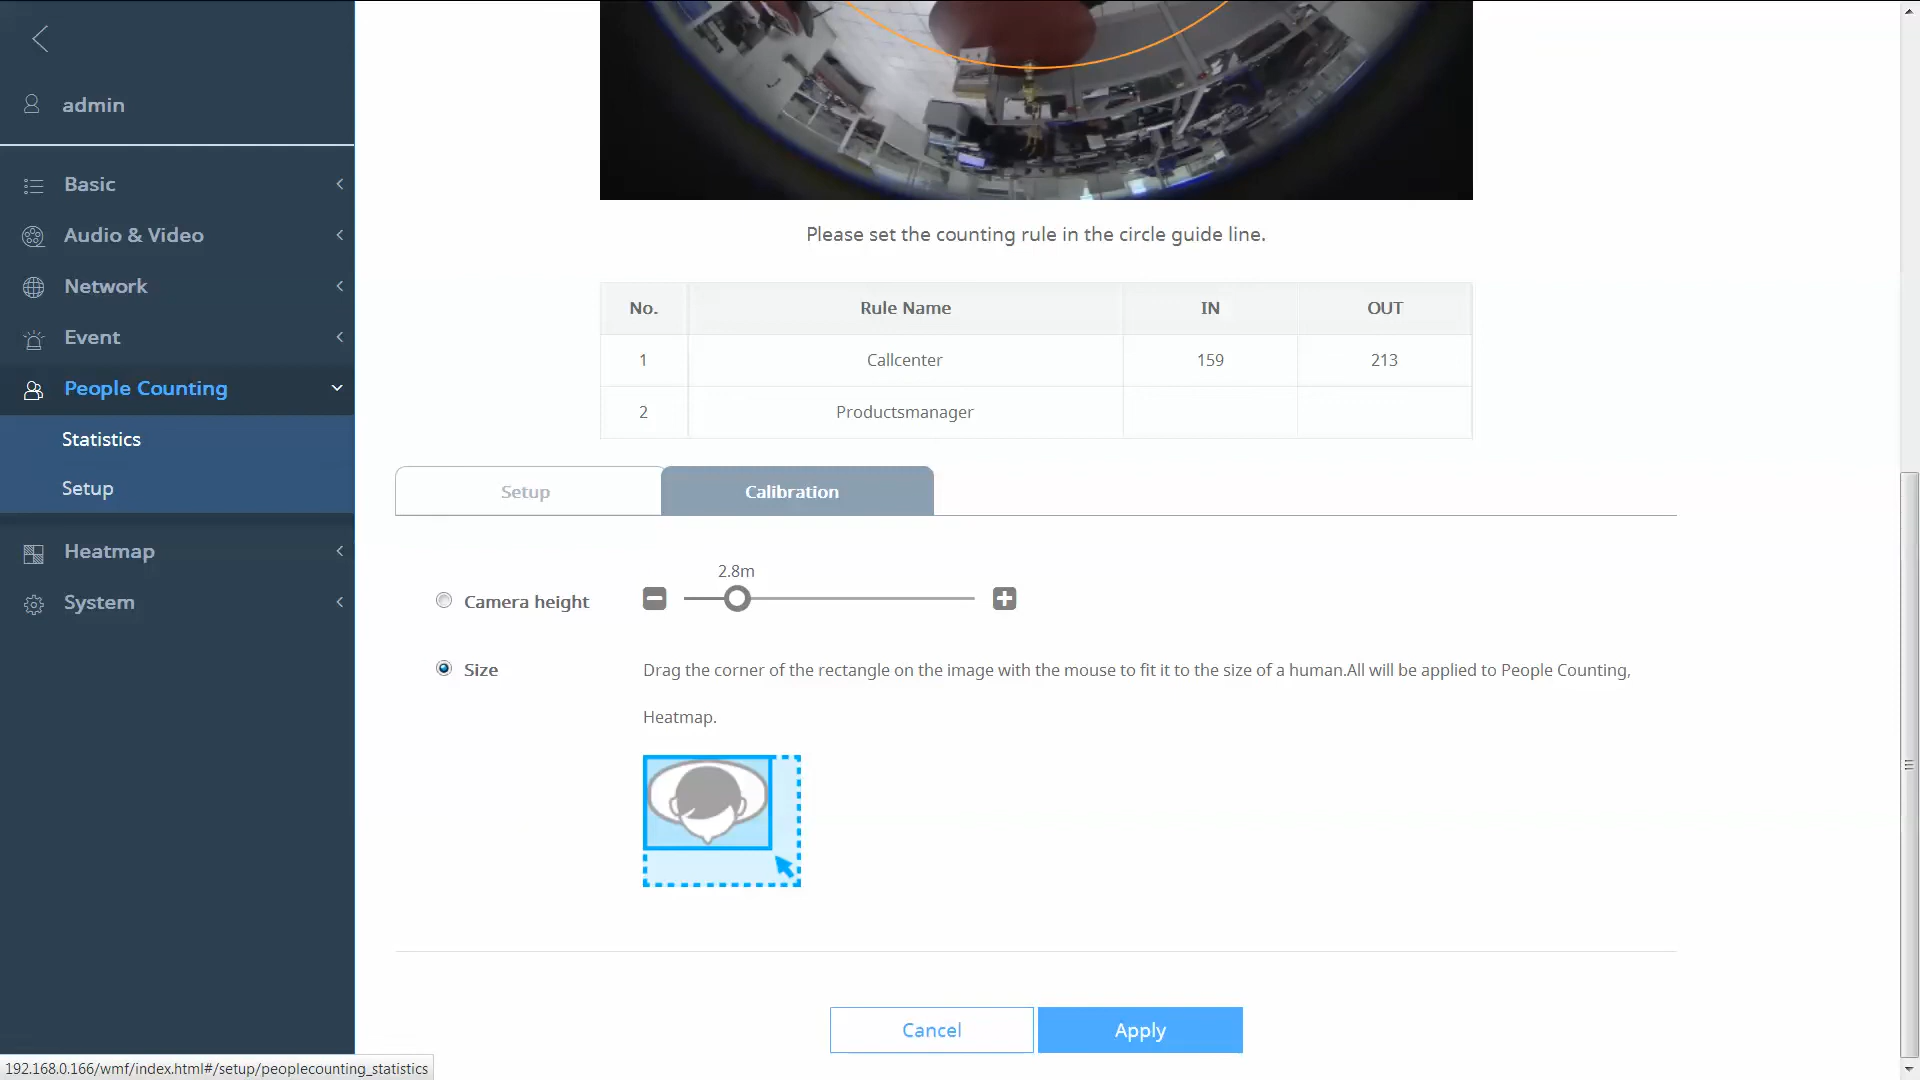 admin
Basic
Audio & Video
Network
Event
People Counting
Statistics
Setup
Heatmap
System
Please set the counting rule in the circle guide line.
No. Rule Name IN OUT
1 Callcenter 159 213
2 Productsmanager
Setup Calibration
2.8m
Camera height
Size Drag the corner of the rectangle on the image with the mouse to fit it to the size of a human.All will be applied to People Counting,
Heatmap.
Cancel Apply
192.168.0.166/wmf/index.html#/setup/peoplecounting_statistics